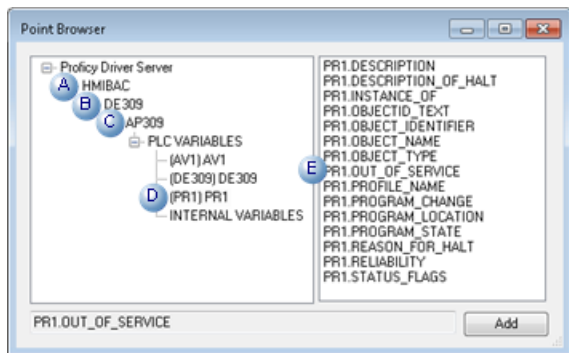 Point Browser
Proficy Driver Server
A HMIBAC
B DE309
C AP309
PLC VARIABLES
(AV1) AV1
(DE309) DE309
D (PR1) PR1
INTERNAL VARIABLES
PR1.DESCRIPTION
PR1.DESCRIPTION_OF_HALT
PR1.INSTANCE_OF
PR1.OBJECTID_TEXT
PR1.OBJECT_IDENTIFIER
PR1.OBJECT_NAME
PR1.OBJECT_TYPE
E PR1.OUT_OF_SERVICE
PR1.PROFILE_NAME
PR1.PROGRAM_CHANGE
PR1.PROGRAM_LOCATION
PR1.PROGRAM_STATE
PR1.REASON_FOR_HALT
PR1.RELIABILITY
PR1.STATUS_FLAGS
PR1.OUT_OF_SERVICE
Add